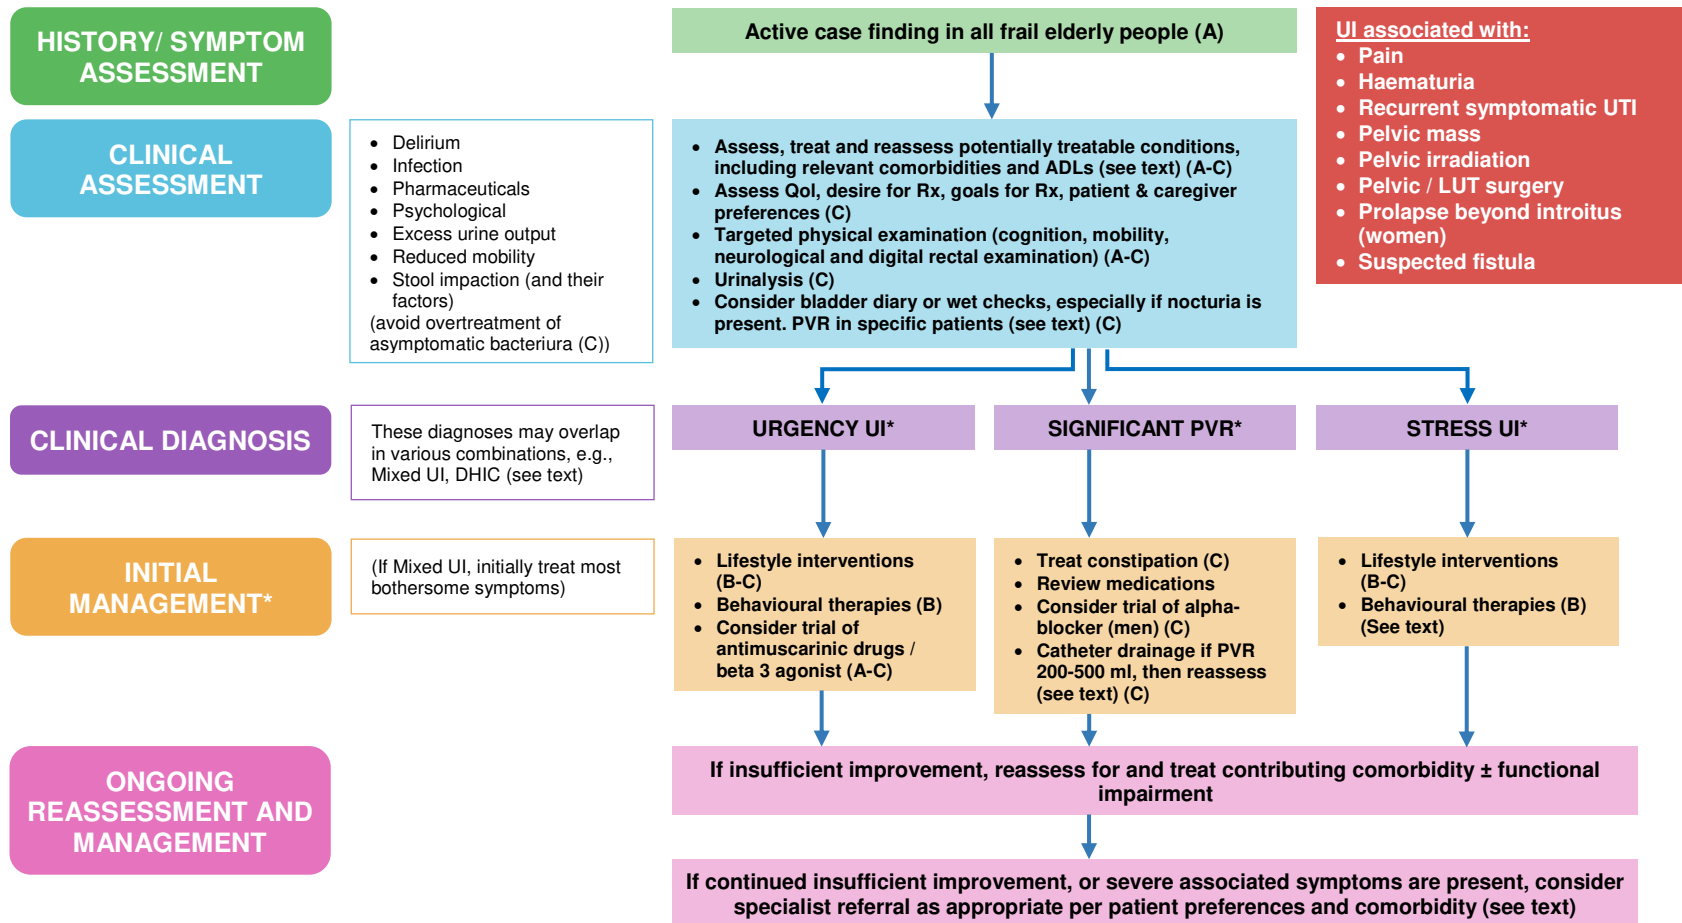 HISTORY/ SYMPTOM
ASSESSMENT
Active case finding in all frail elderly people (A)
UI associated with:
• Pain
• Haematuria
• Recurrent symptomatic UTI
• Pelvic mass
• Pelvic irradiation
• Pelvic / LUT surgery
• Prolapse beyond introitus
(women)
• Suspected fistula
CLINICAL
ASSESSMENT
• Delirium
• Infection
• Pharmaceuticals
• Psychological
• Excess urine output
• Reduced mobility
• Stool impaction (and their
factors)
(avoid overtreatment of
asymptomatic bacteriura (C))
• Assess, treat and reassess potentially treatable conditions,
including relevant comorbidities and ADLs (see text) (A-C)
• Assess Qol, desire for Rx, goals for Rx, patient & caregiver
preferences (C)
• Targeted physical examination (cognition, mobility,
neurological and digital rectal examination) (A-C)
• Urinalysis (C)
• Consider bladder diary or wet checks, especially if nocturia is
present. PVR in specific patients (see text) (C)
CLINICAL DIAGNOSIS
These diagnoses may overlap
in various combinations, e.g.,
Mixed UI, DHIC (see text)
URGENCY UI*
SIGNIFICANT PVR*
STRESS UI*
INITIAL
MANAGEMENT*
(If Mixed UI, initially treat most
bothersome symptoms)
• Lifestyle interventions
(B-C)
• Behavioural therapies (B)
• Consider trial of
antimuscarinic drugs /
beta 3 agonist (A-C)
• Treat constipation (C)
• Review medications
• Consider trial of alpha-
blocker (men) (C)
• Catheter drainage if PVR
200-500 ml, then reassess
(see text) (C)
• Lifestyle interventions
(B-C)
• Behavioural therapies (B)
(See text)
ONGOING
REASSESSMENT AND
MANAGEMENT
If insufficient improvement, reassess for and treat contributing comorbidity ± functional
impairment
If continued insufficient improvement, or severe associated symptoms are present, consider
specialist referral as appropriate per patient preferences and comorbidity (see text)